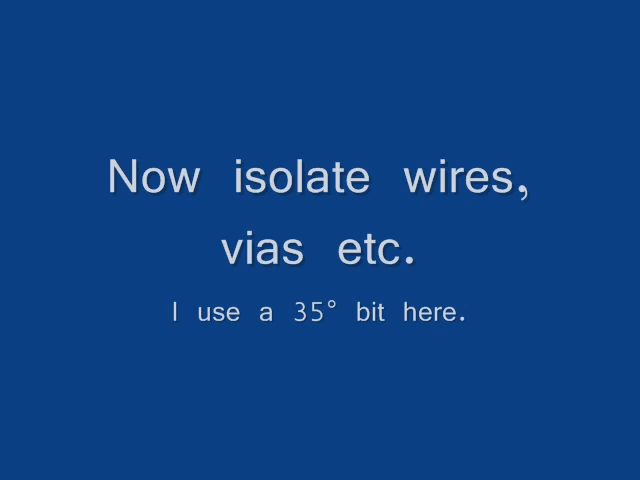 Now isolate wires,
vias etc.
I use a 35° bit here.